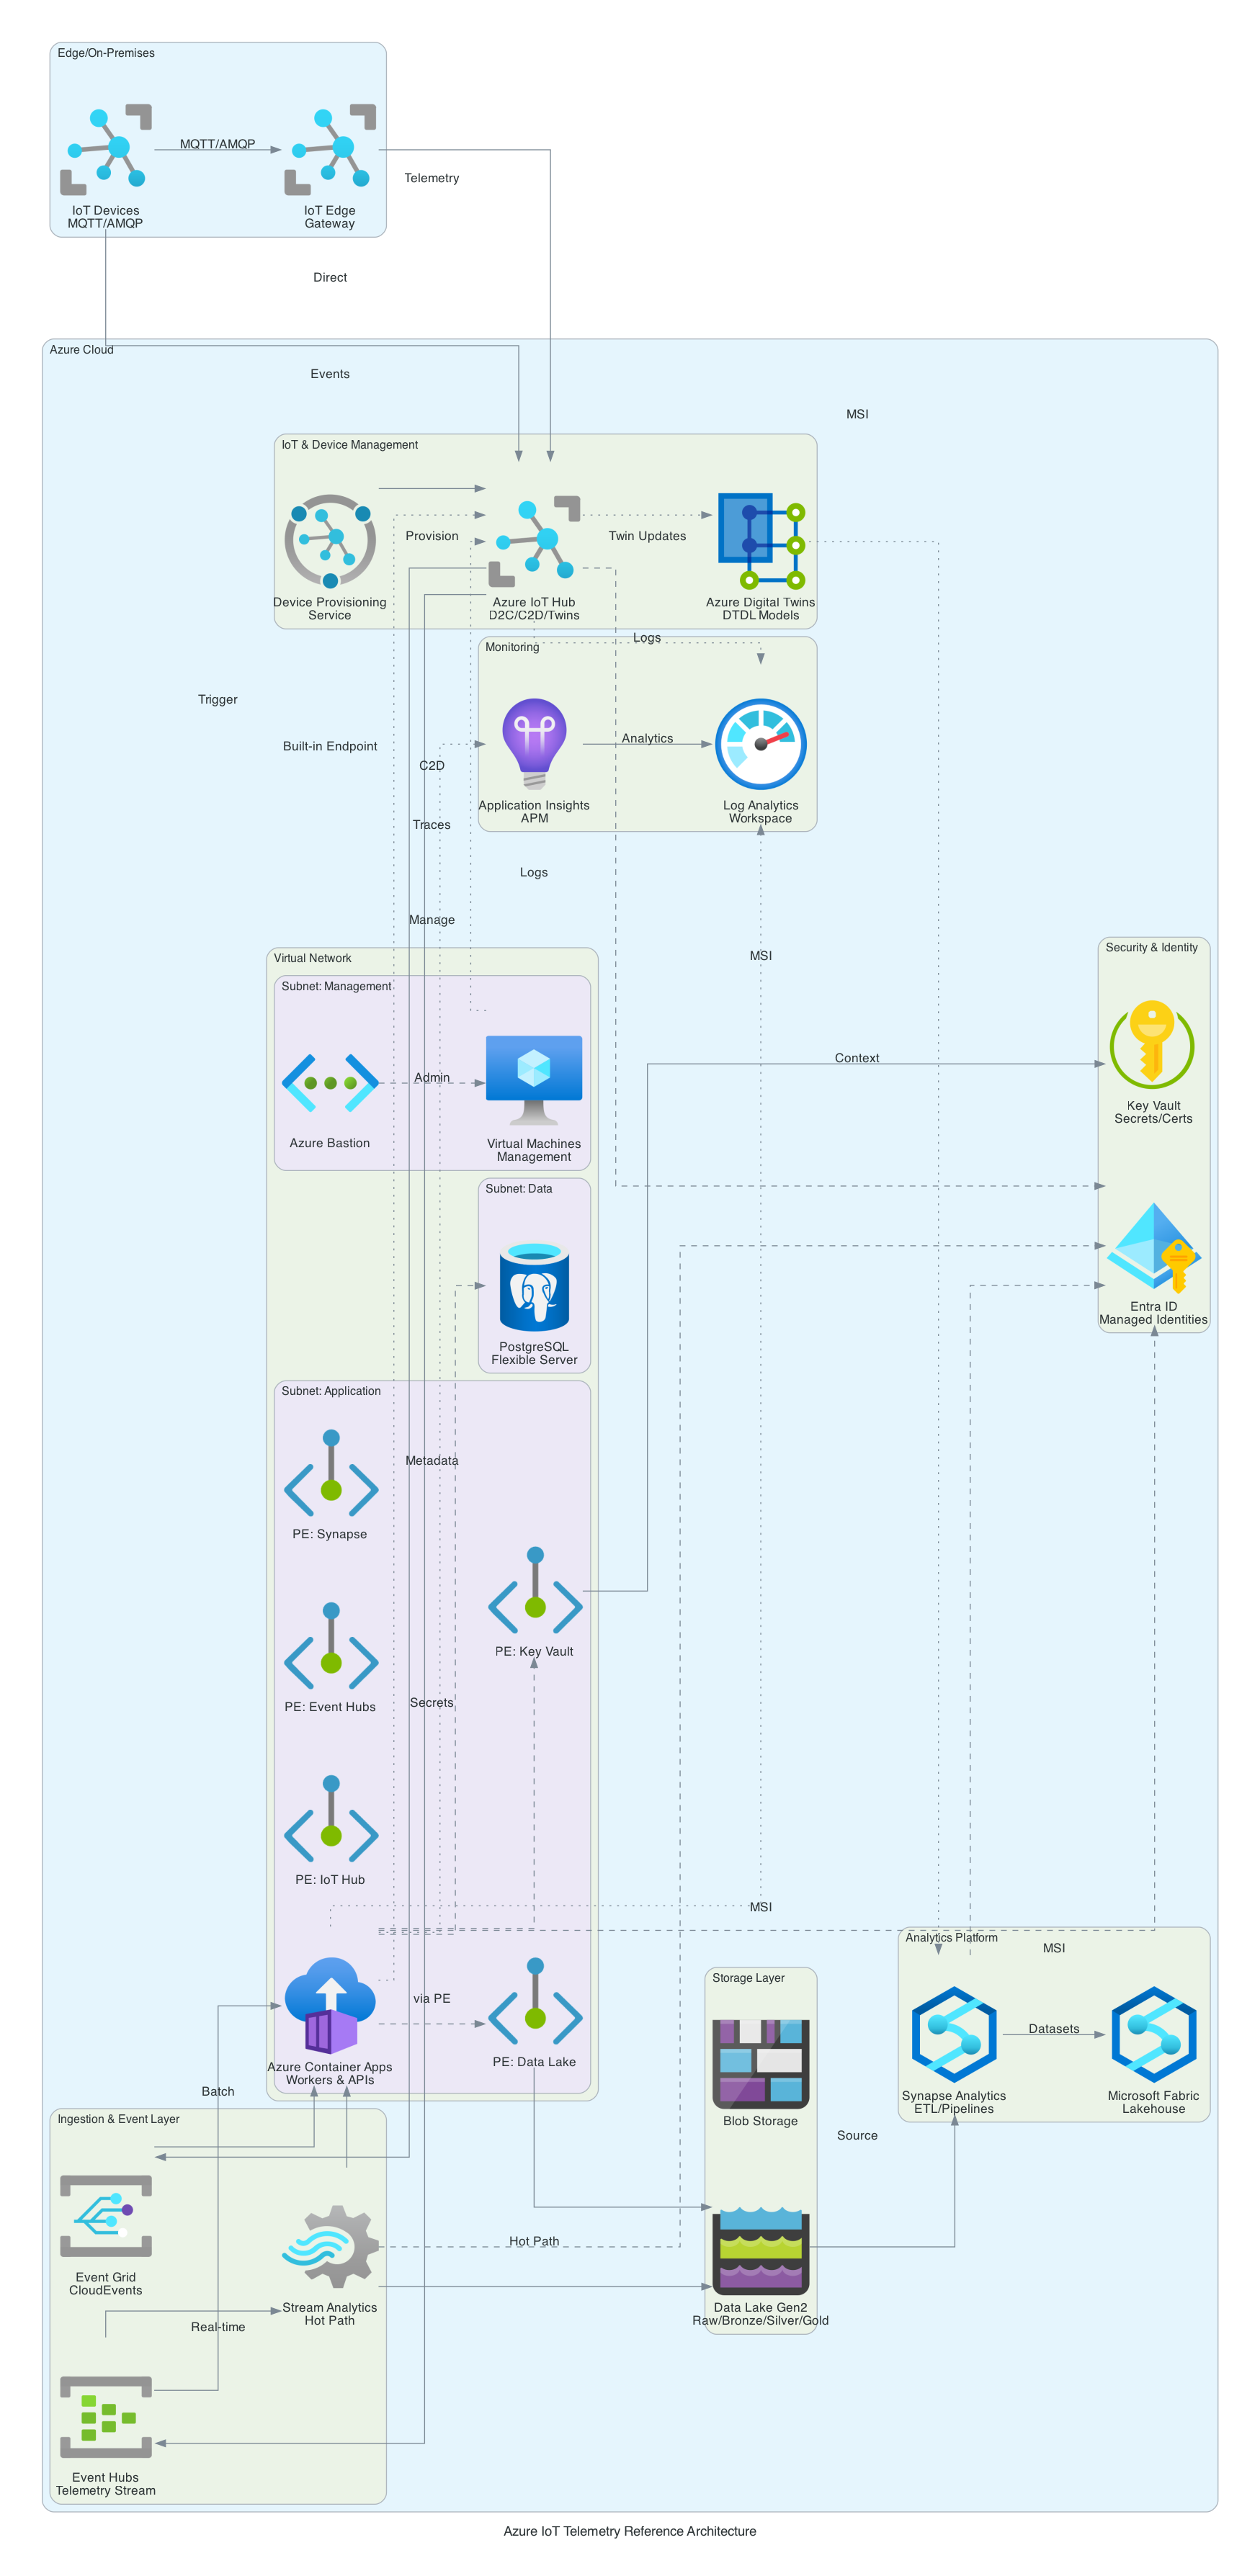 Edge/On-Premises
MQTT/AMQP
Telemetry
IoT Devices
MQTT/AMQP
IoT Edge
Gateway
Direct
Azure Cloud
Events
MSI
IoT & Device Management
Provision
Twin Updates
Device Provisioning
Service
Azure IoT Hub
D2C/C2D/Twins
Azure Digital Twins
DTDL Models
Logs
Monitoring
Trigger
Built-in Endpoint
Analytics
C2D
Application Insights
APM
Log Analytics
Workspace
Traces
Logs
Manage
Security & Identity
Virtual Network
MSI
Subnet: Management
Context
Admin
Key Vault
Secrets/Certs
Azure Bastion
Virtual Machines
Management
Subnet: Data
Entra ID
Managed Identities
PostgreSQL
Flexible Server
Subnet: Application
Metadata
PE: Synapse
PE: Key Vault
Secrets
PE: Event Hubs
PE: IoT Hub
MSI
Analytics Platform
MSI
Storage Layer
via PE
Datasets
Azure Container Apps
Workers & APIs
PE: Data Lake
Batch
Synapse Analytics
ETL/Pipelines
Microsoft Fabric
Lakehouse
Ingestion & Event Layer
Blob Storage
Source
Hot Path
Event Grid
CloudEvents
Stream Analytics
Hot Path
Data Lake Gen2
Raw/Bronze/Silver/Gold
Real-time
Event Hubs
Telemetry Stream
Azure IoT Telemetry Reference Architecture